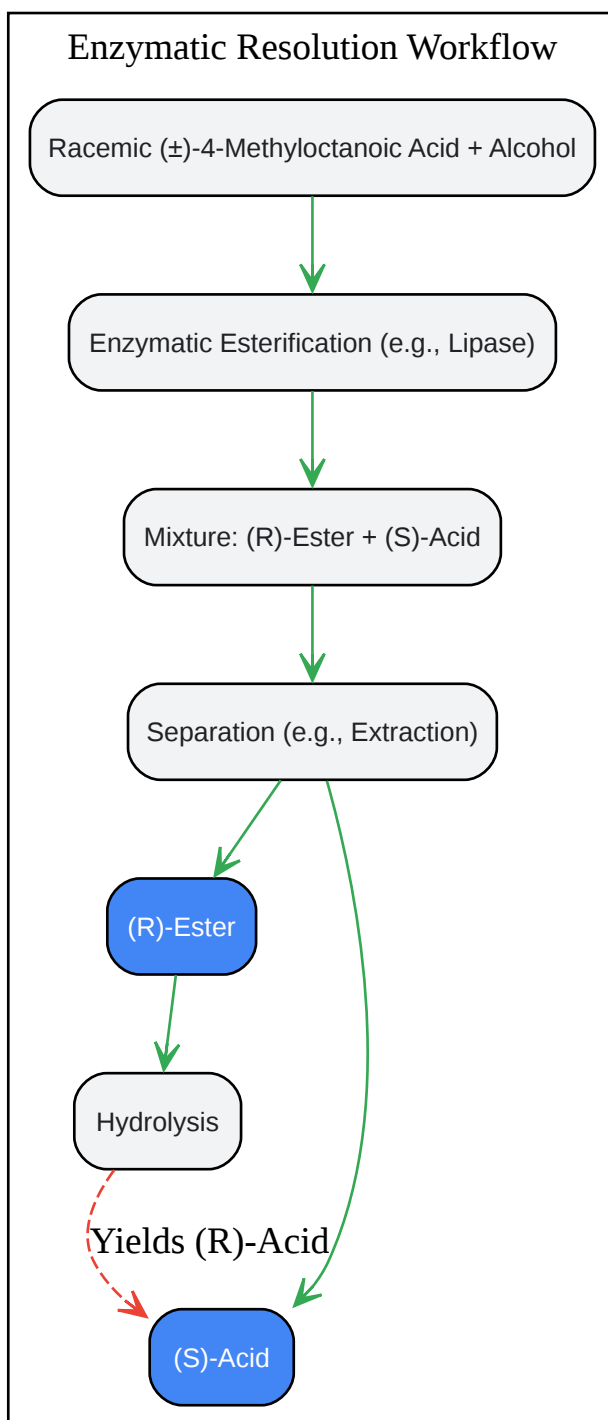 Enzymatic Resolution Workflow
Racemic (±)-4-Methyloctanoic Acid + Alcohol
Enzymatic Esterification (e.g., Lipase)
Mixture: (R)-Ester + (S)-Acid
Separation (e.g., Extraction)
(R)-Ester
Hydrolysis
Yields (R)-Acid
(S)-Acid